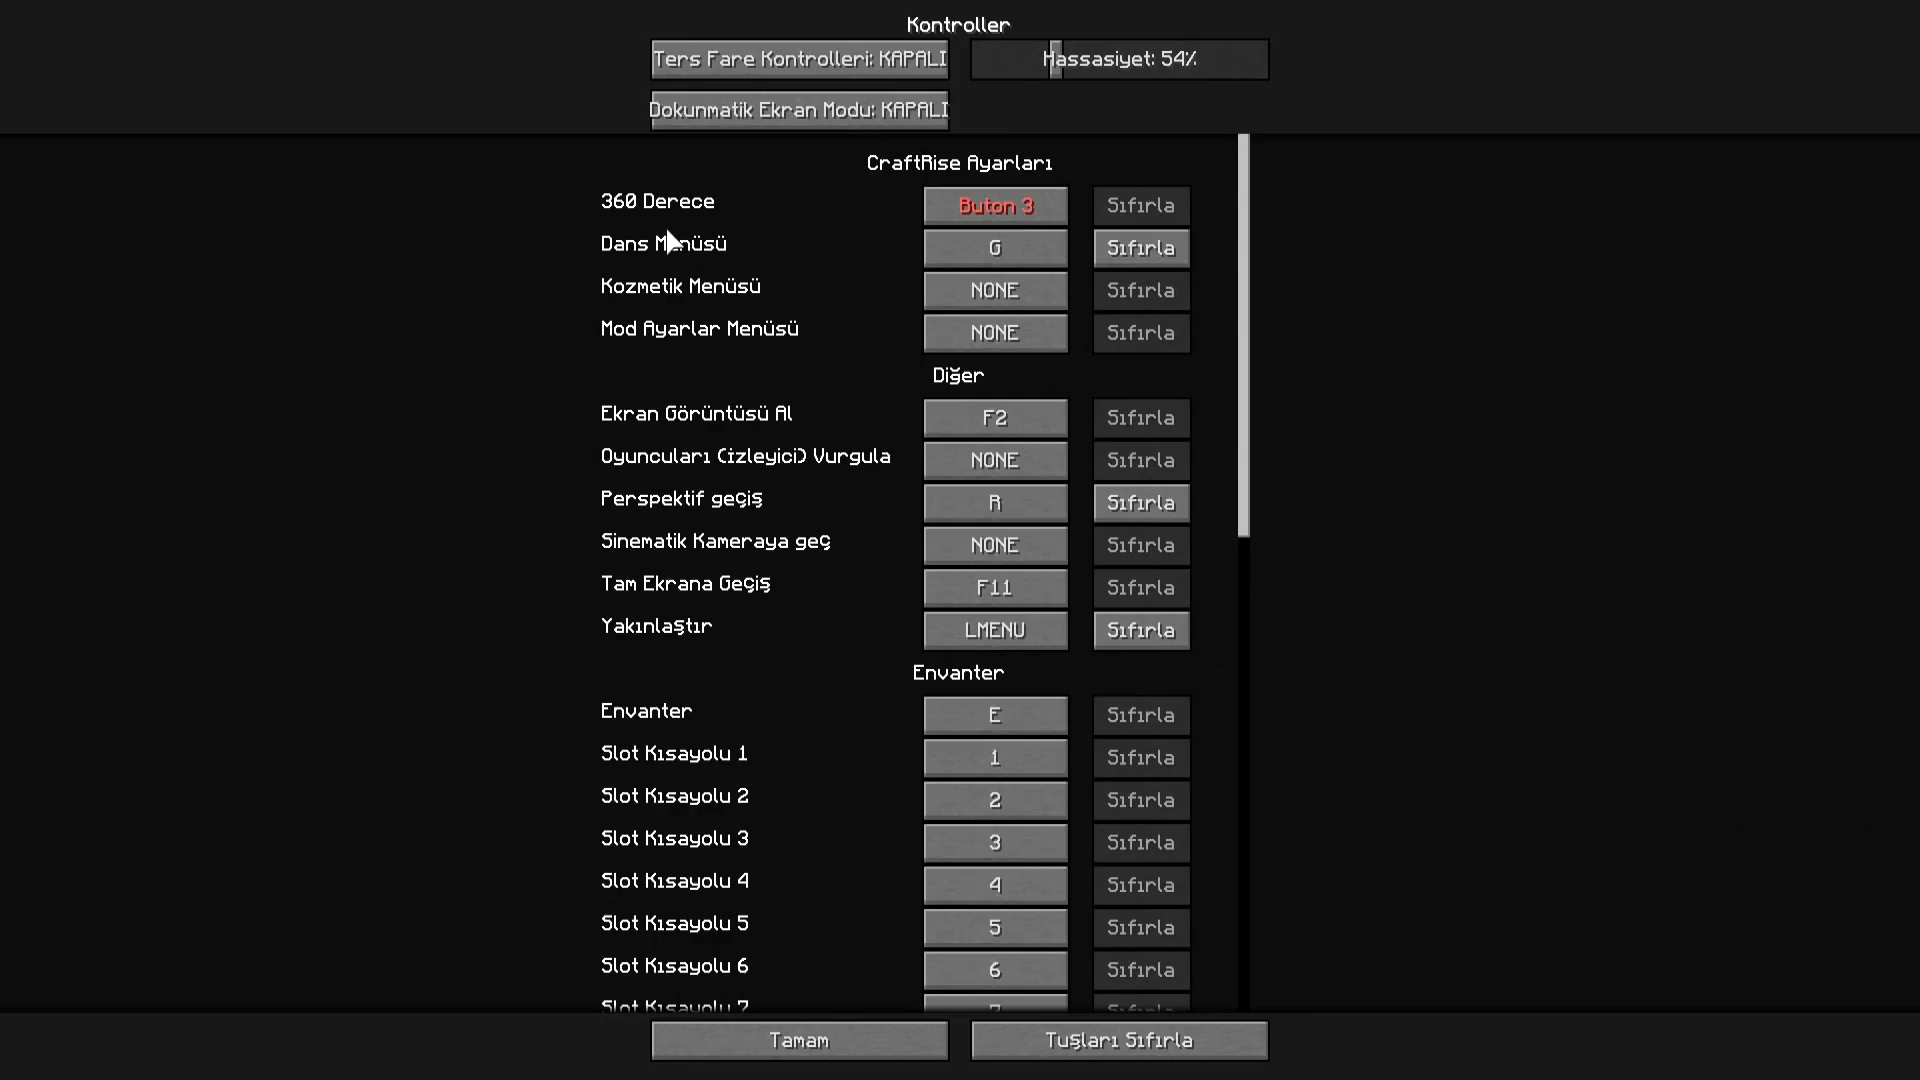 Kontroller
Ters Fare Kontrolleri: KAPALI
Hassasiyet: 54%
Dokunmatik Ekran Modu: KAPALI
CraftRise Ayarları
360 Derece Buton 3 Sıfırla
Dans Menüsü G Sıfırla
Kozmetik Menüsü NONE Sıfırla
Mod Ayarlar Menüsü NONE Sıfırla
Diğer
Ekran Görüntüsü Al F2 Sıfırla
Oyuncuları (İzleyici) Vurgula NONE Sıfırla
Perspektif geçiş R Sıfırla
Sinematik Kameraya geç NONE Sıfırla
Tam Ekrana Geçiş F11 Sıfırla
Yakınlaştır LMENU Sıfırla
Envanter
Envanter E Sıfırla
Slot Kısayolu 1 1 Sıfırla
Slot Kısayolu 2 2 Sıfırla
Slot Kısayolu 3 3 Sıfırla
Slot Kısayolu 4 4 Sıfırla
Slot Kısayolu 5 5 Sıfırla
Slot Kısayolu 6 6 Sıfırla
Slot Kısayolu 7
Tamam
Tuşları Sıfırla